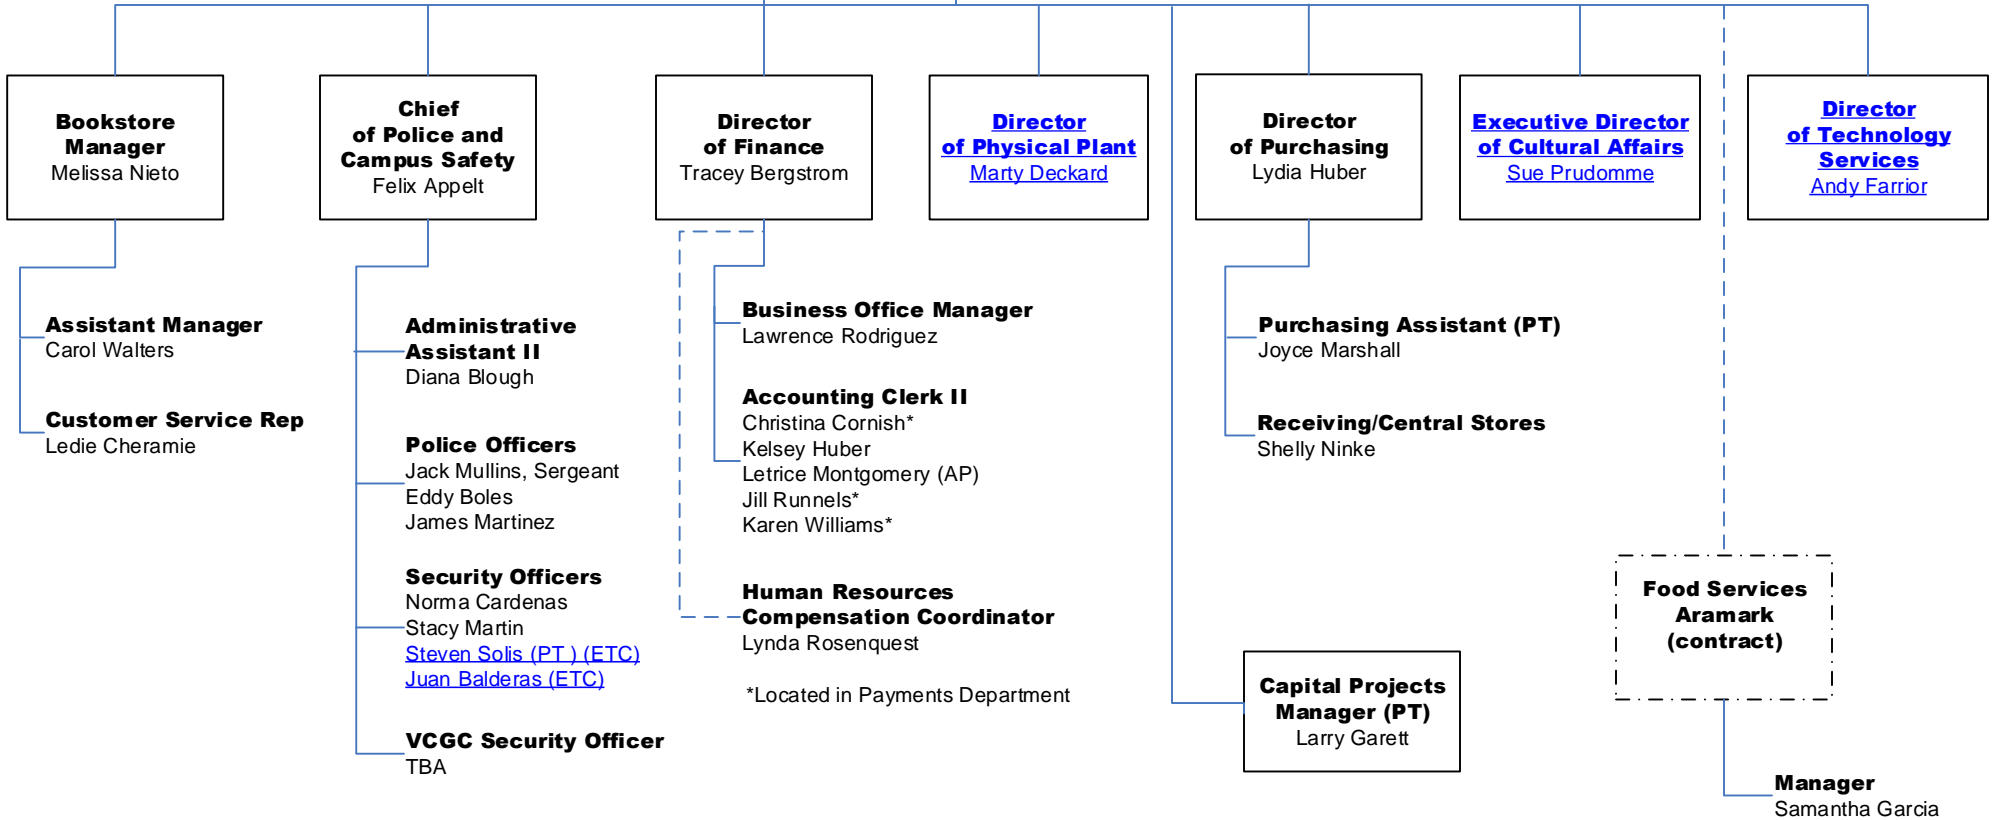 Bookstore
Manager
Melissa Nieto
Assistant Manager
Carol Walters
Customer Service Rep
Ledie Cheramie
Chief
of Police and
Campus Safety
Felix Appelt
Administrative
Assistant II
Diana Blough
Police Officers
Jack Mullins, Sergeant
Eddy Boles
James Martinez
Security Officers
Norma Cardenas
Stacy Martin
Steven Solis (PT ) (ETC)
Juan Balderas (ETC)
VCGC Security Officer
TBA
Director
of Finance
Tracey Bergstrom
Business Office Manager
Lawrence Rodriguez
Accounting Clerk II
Christina Cornish*
Kelsey Huber
Letrice Montgomery (AP)
Jill Runnels*
Karen Williams*
Human Resources
Compensation Coordinator
Lynda Rosenquest
*Located in Payments Department
Director
of Physical Plant
Marty Deckard
Director
of Purchasing
Lydia Huber
Purchasing Assistant (PT)
Joyce Marshall
Receiving/Central Stores
Shelly Ninke
Capital Projects
Manager (PT)
Larry Garett
Executive Director
of Cultural Affairs
Sue Prudomme
Food Services
Aramark
(contract)
Manager
Samantha Garcia
Director
of Technology
Services
Andy Farrior